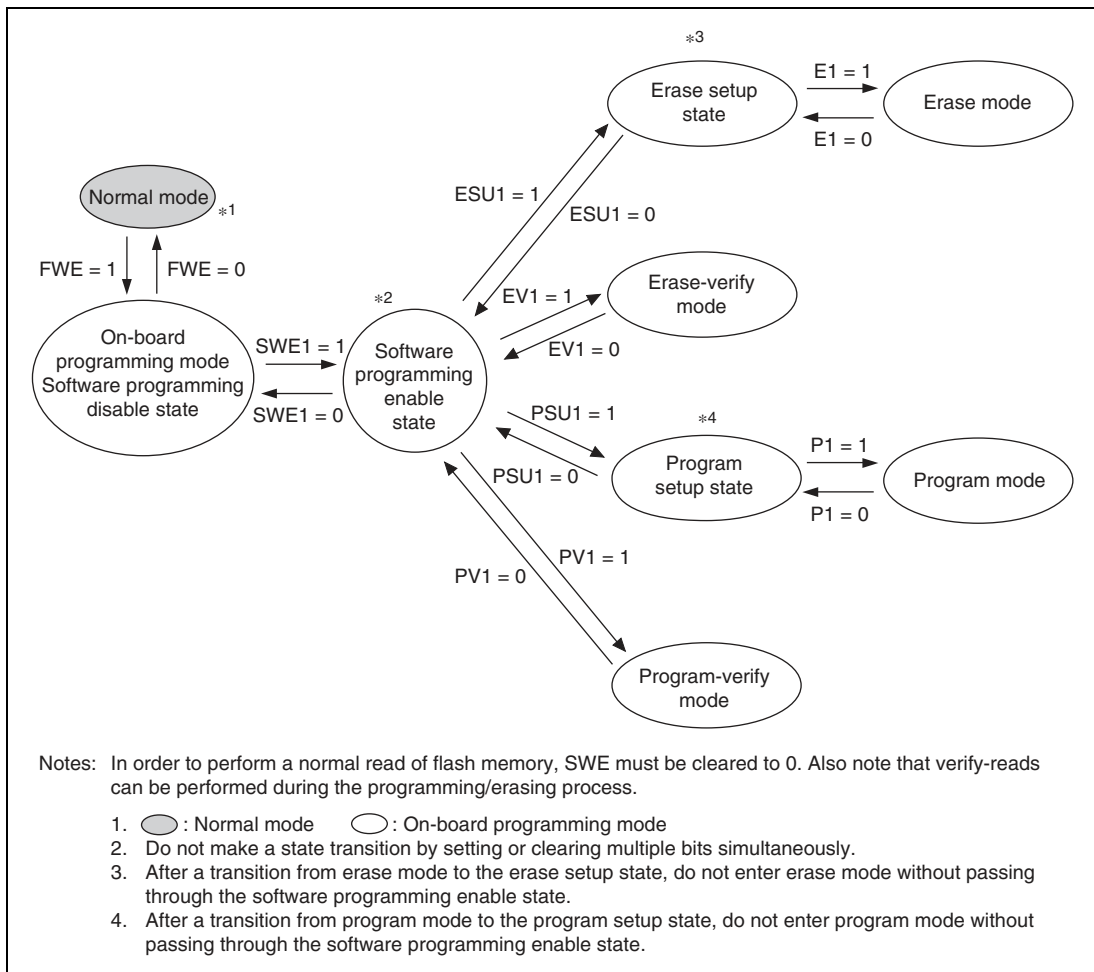 *3
Erase setup
state
E1 = 1
E1 = 0
Erase mode
Normal mode
*1
FWE = 1
FWE = 0
ESU1 = 1
ESU1 = 0
On-board
programming mode
Software programming
disable state
SWE1 = 1
SWE1 = 0
*2
Software
programming
enable
state
EV1 = 1
EV1 = 0
Erase-verify
mode
PSU1 = 1
PSU1 = 0
*4
Program
setup state
P1 = 1
P1 = 0
Program mode
PV1 = 1
PV1 = 0
Program-verify
mode
Notes: In order to perform a normal read of flash memory, SWE must be cleared to 0. Also note that verify-reads
can be performed during the programming/erasing process.
1. : Normal mode : On-board programming mode
2. Do not make a state transition by setting or clearing multiple bits simultaneously.
3. After a transition from erase mode to the erase setup state, do not enter erase mode without passing
through the software programming enable state.
4. After a transition from program mode to the program setup state, do not enter program mode without
passing through the software programming enable state.